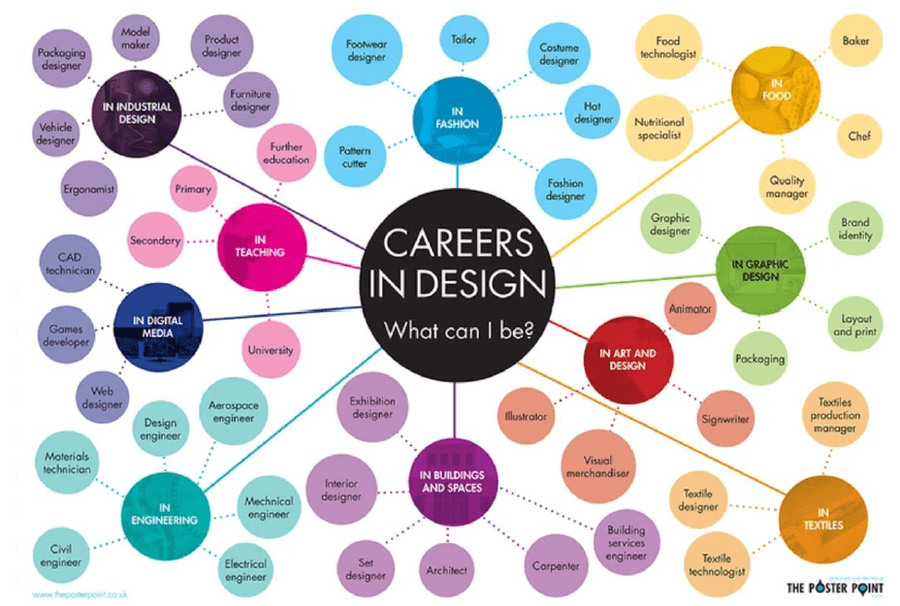 CAREERS
IN DESIGN
What can I be?
IN INDUSTRIAL
DESIGN
Packaging
designer
Model
maker
Product
designer
Furniture
designer
Vehicle
designer
Ergonomist
IN
TEACHING
Further
education
Primary
Secondary
University
IN
FASHION
Footwear
designer
Tailor
Costume
designer
Hat
designer
Fashion
designer
Pattern
cutter
IN
FOOD
Food
technologist
Baker
Nutritional
specialist
Chef
Quality
manager
IN GRAPHIC
DESIGN
Graphic
designer
Brand
identity
Layout
and print
Packaging
IN DIGITAL
MEDIA
CAD
technician
Games
developer
Web
designer
IN ART AND
DESIGN
Animator
Illustrator
Signwriter
Visual
merchandiser
IN
ENGINEERING
Design
engineer
Aerospace
engineer
Materials
technician
Mechnical
engineer
Civil
engineer
Electrical
engineer
IN BUILDINGS
AND SPACES
Exhibition
designer
Interior
designer
Set
designer
Architect
Carpenter
Building
services
engineer
IN
TEXTILES
Textiles
production
manager
Textile
designer
Textile
technologist
www.theposterpoint.co.uk
THE POSTER POINT